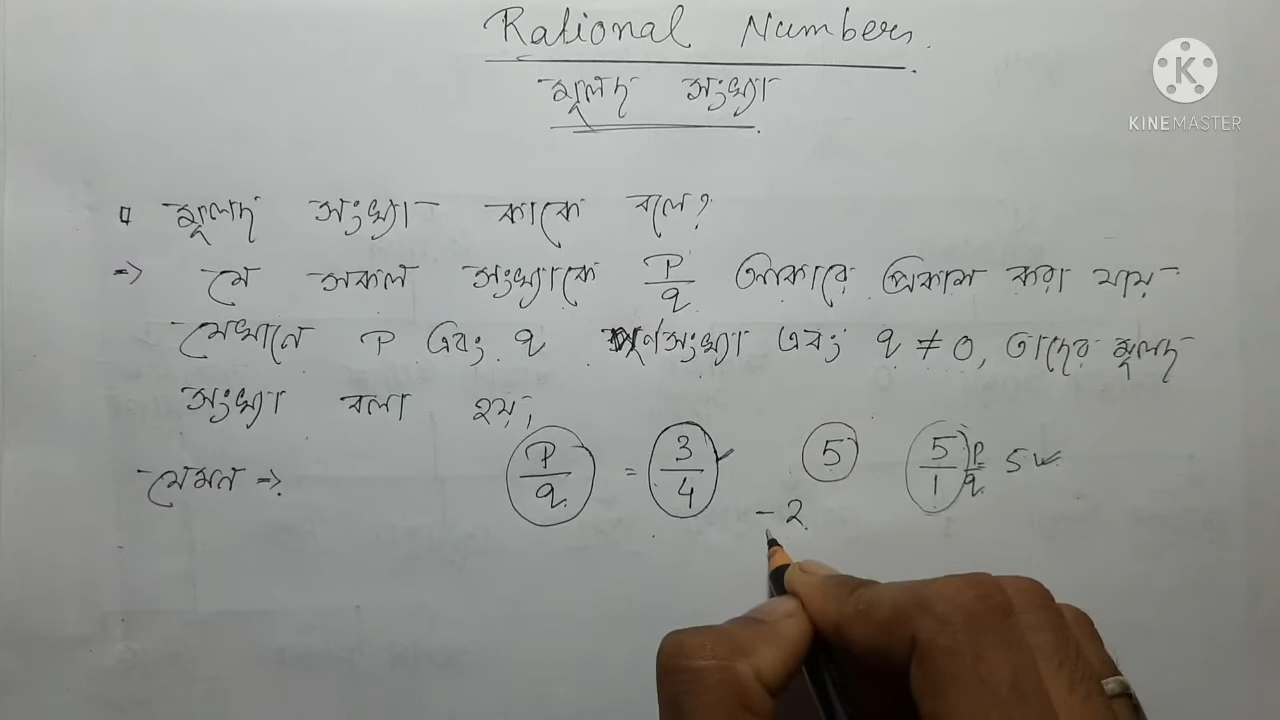 Rational Numbers.
মূলদ সংখ্যা
K
KINEMASTER
মূলদ সংখ্যা কাকে বলে?
⇒ যে সকল সংখ্যাকে P/q আকারে প্রকাশ করা যায়
যেখানে P এবং q পূর্ণসংখ্যা এবং q ≠ 0, তাদের মূলদ
সংখ্যা বলা হয়,
যেমন ⇒ P/q = 3/4 ✓ 5 5/1 P/q 5 ✓
-2